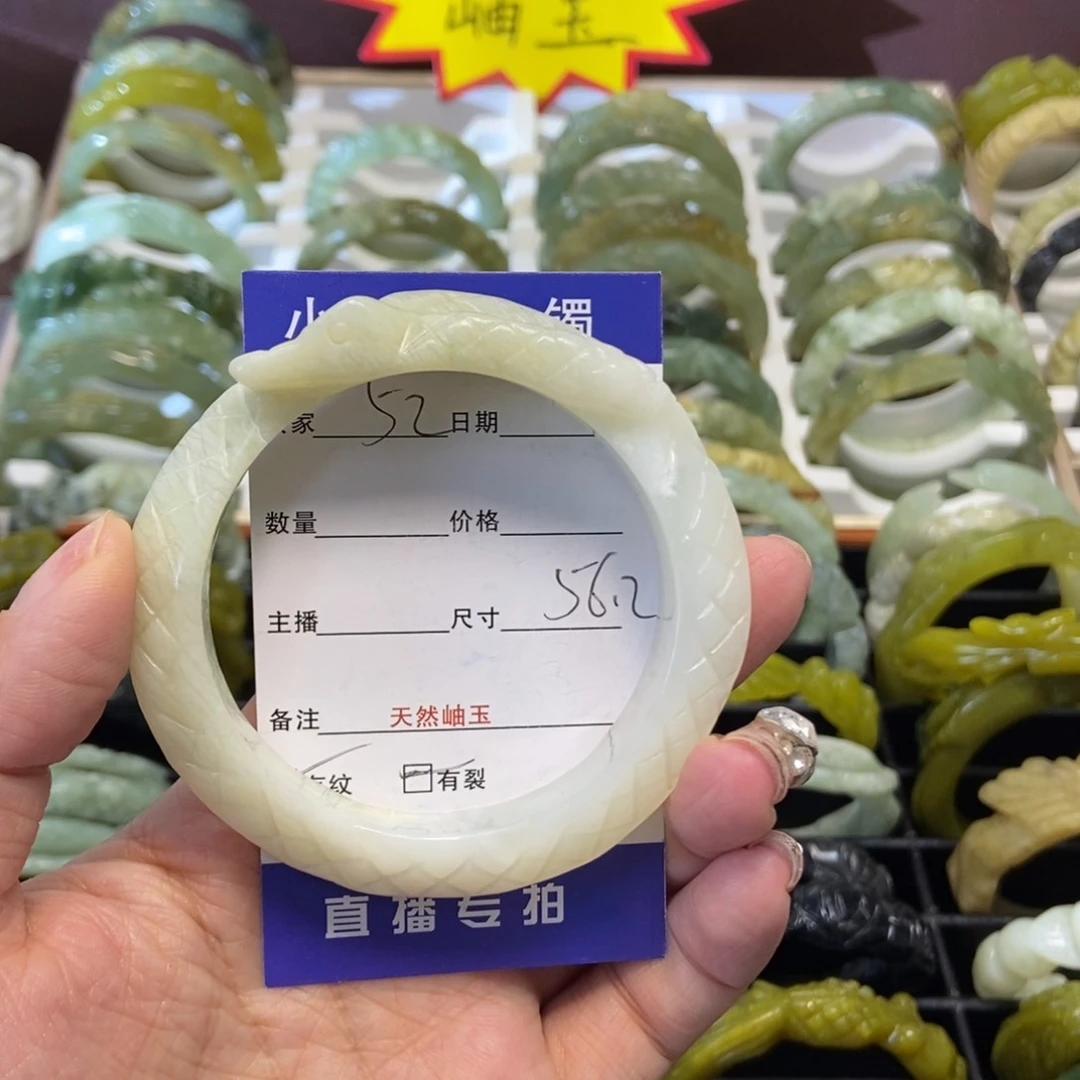 岫玉
小 镯
家 52 日期
数量 价格
主播 尺寸 56.2
备注 天然岫玉
纹 有裂
直播专拍